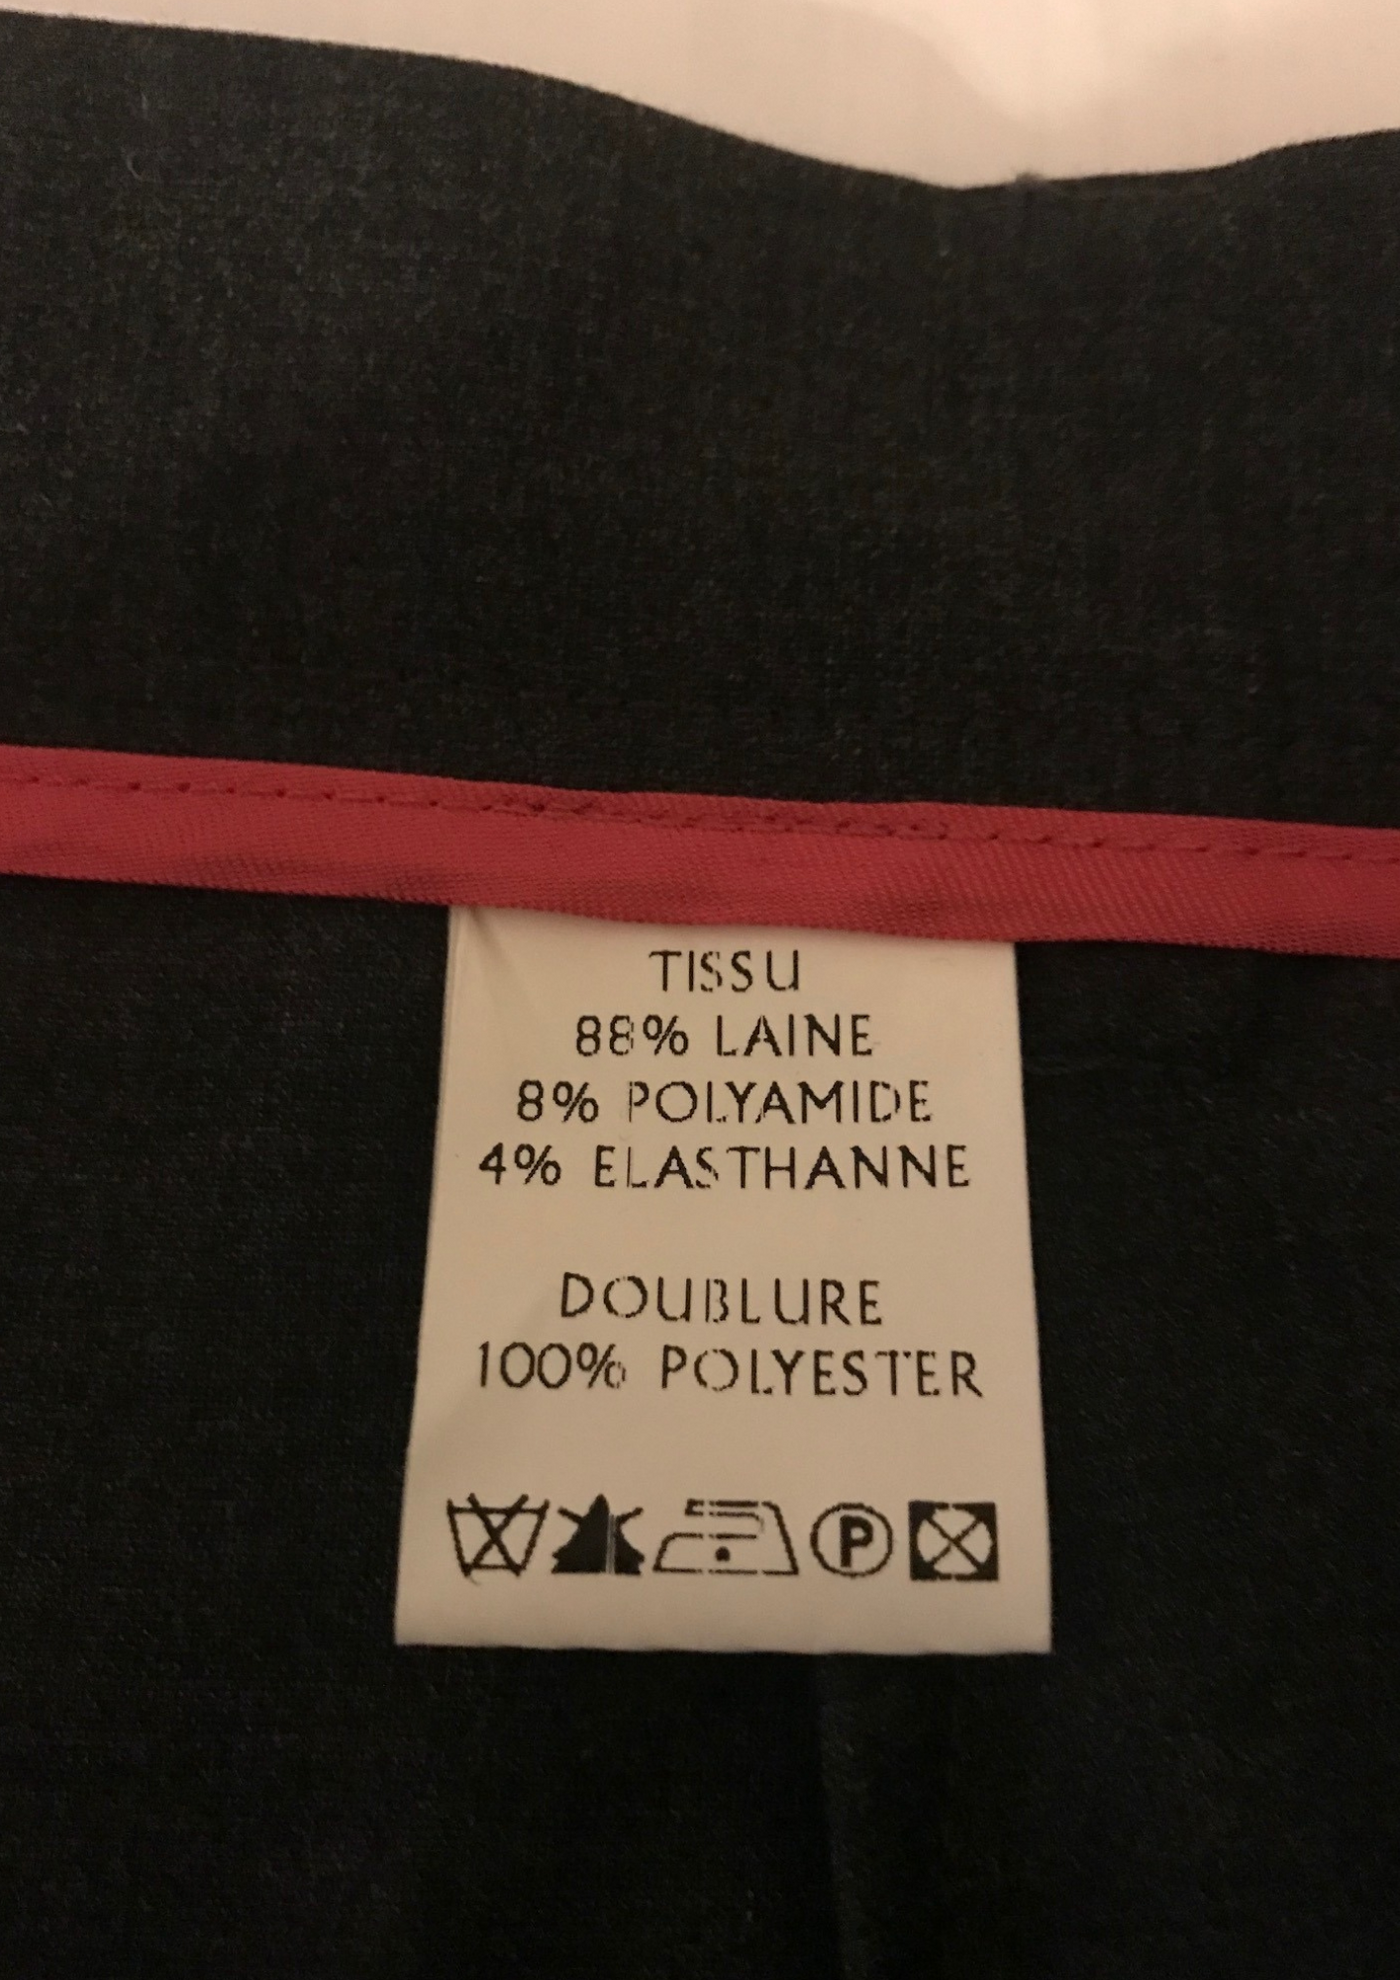 TISSU
88% LAINE
8% POLYAMIDE
4% ELASTHANNE
DOUBLURE
100% POLYESTER
P